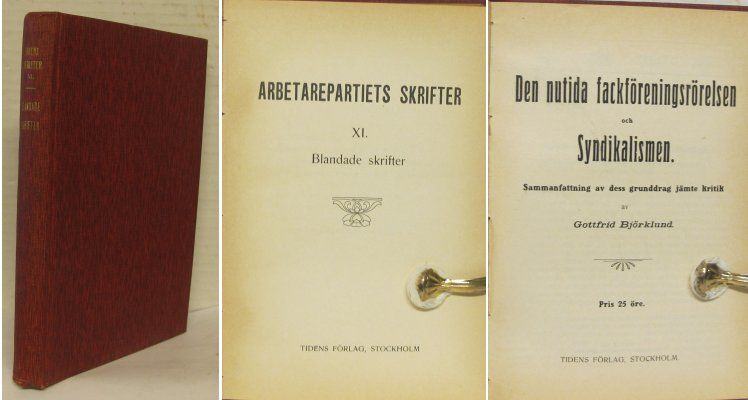 XI.
ARBETAREPARTIETS SKRIFTER
XI.
Blandade skrifter
TIDENS FÖRLAG, STOCKHOLM
Den nutida fackföreningsrörelsen
och
Syndikalismen.
Sammanfattning av dess grunddrag jämte kritik
av
Gottfrid Björklund.
Pris 25 öre.
TIDENS FÖRLAG, STOCKHOLM